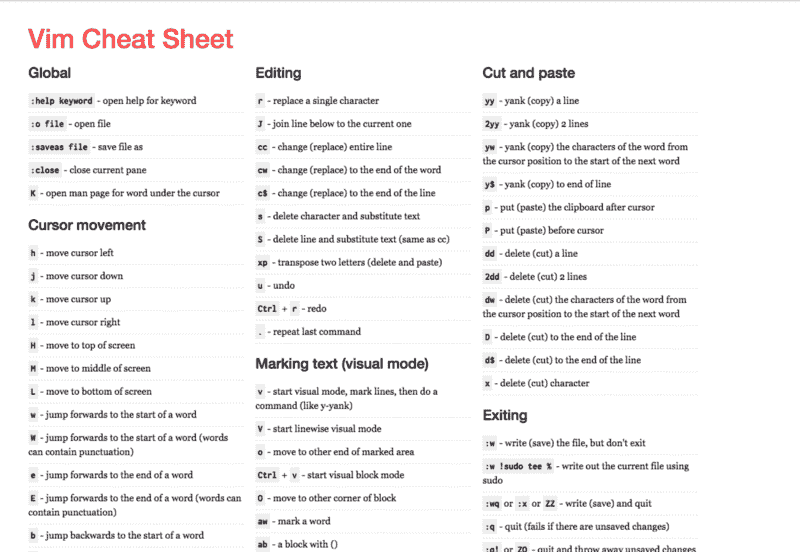 Vim Cheat Sheet
Global
:help keyword - open help for keyword
:o file - open file
:saveas file - save file as
:close - close current pane
K - open man page for word under the cursor
Cursor movement
h - move cursor left
j - move cursor down
k - move cursor up
l - move cursor right
H - move to top of screen
M - move to middle of screen
L - move to bottom of screen
w - jump forwards to the start of a word
W - jump forwards to the start of a word (words
can contain punctuation)
e - jump forwards to the end of a word
E - jump forwards to the end of a word (words can
contain punctuation)
b - jump backwards to the start of a word
Editing
r - replace a single character
J - join line below to the current one
cc - change (replace) entire line
cw - change (replace) to the end of the word
c$ - change (replace) to the end of the line
s - delete character and substitute text
S - delete line and substitute text (same as cc)
xp - transpose two letters (delete and paste)
u - undo
Ctrl + r - redo
. - repeat last command
Marking text (visual mode)
v - start visual mode, mark lines, then do a
command (like y-yank)
V - start linewise visual mode
o - move to other end of marked area
Ctrl + v - start visual block mode
O - move to other corner of block
aw - mark a word
ab - a block with ()
Cut and paste
yy - yank (copy) a line
2yy - yank (copy) 2 lines
yw - yank (copy) the characters of the word from
the cursor position to the start of the next word
y$ - yank (copy) to end of line
p - put (paste) the clipboard after cursor
P - put (paste) before cursor
dd - delete (cut) a line
2dd - delete (cut) 2 lines
dw - delete (cut) the characters of the word from
the cursor position to the start of the next word
D - delete (cut) to the end of the line
d$ - delete (cut) to the end of the line
x - delete (cut) character
Exiting
:w - write (save) the file, but don't exit
:w !sudo tee % - write out the current file using
sudo
:wq or :x or ZZ - write (save) and quit
:q - quit (fails if there are unsaved changes)
:q! or ZQ - quit and throw away unsaved changes